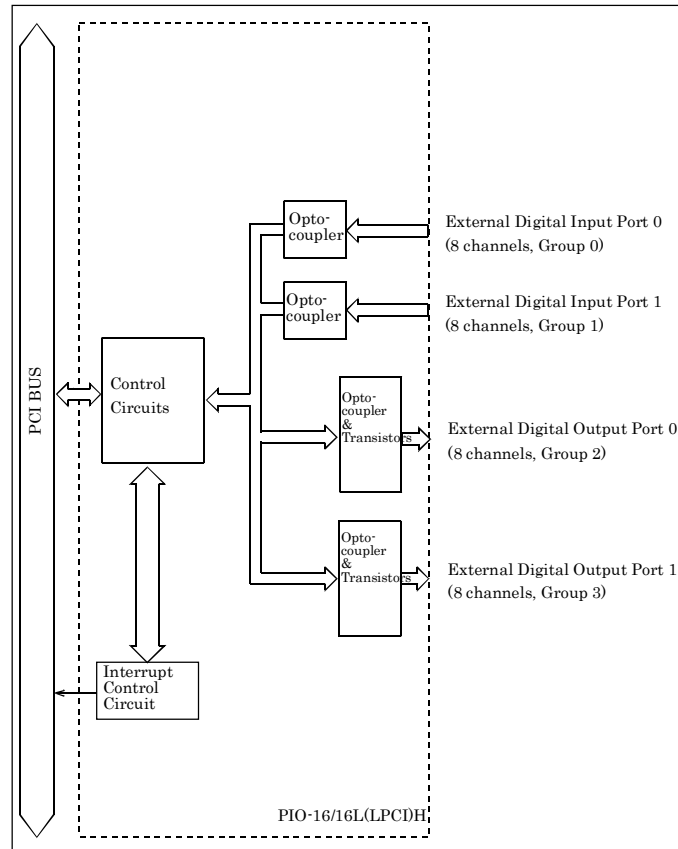 Opto-
coupler
External Digital Input Port 0
(8 channels, Group 0)
Opto-
coupler
External Digital Input Port 1
(8 channels, Group 1)
PCI BUS
Control
Circuits
Opto-
coupler
&
Transistors
External Digital Output Port 0
(8 channels, Group 2)
Opto-
coupler
&
Transistors
External Digital Output Port 1
(8 channels, Group 3)
Interrupt
Control
Circuit
PIO-16/16L(LPCI)H